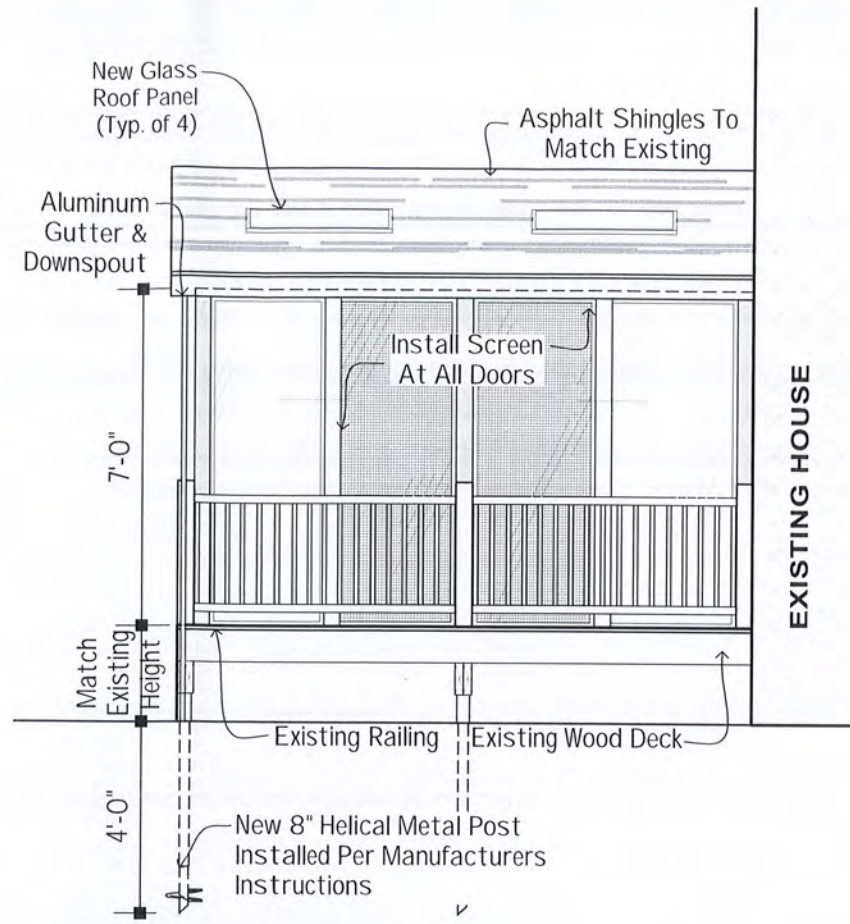 New Glass
Roof Panel
(Typ. of 4)
Asphalt Shingles To
Match Existing
Aluminum
Gutter &
Downspout
Install Screen
At All Doors
7'-0"
EXISTING HOUSE
Match
Existing
Height
Existing Railing
Existing Wood Deck
4'-0"
New 8" Helical Metal Post
Installed Per Manufacturers
Instructions